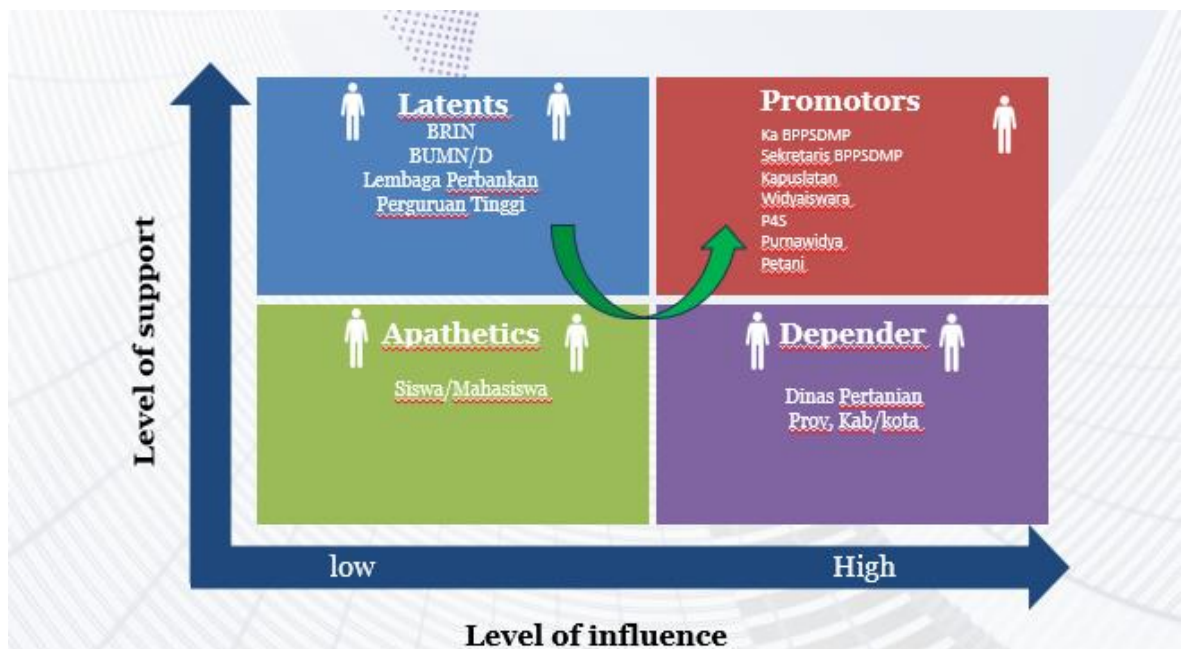 Latents
BRIN
BUMN/D
Lembaga Perbankan
Perguruan Tinggi
Promotors
Ka BPPSDMP
Sekretaris BPPSDMP
Kapuslatan
Widyaiswara
P4S
Purnawidya
Petani
Apathetics
Siswa/Mahasiswa
Depender
Dinas Pertanian
Prov, Kab/kota
Level of support
low
High
Level of influence